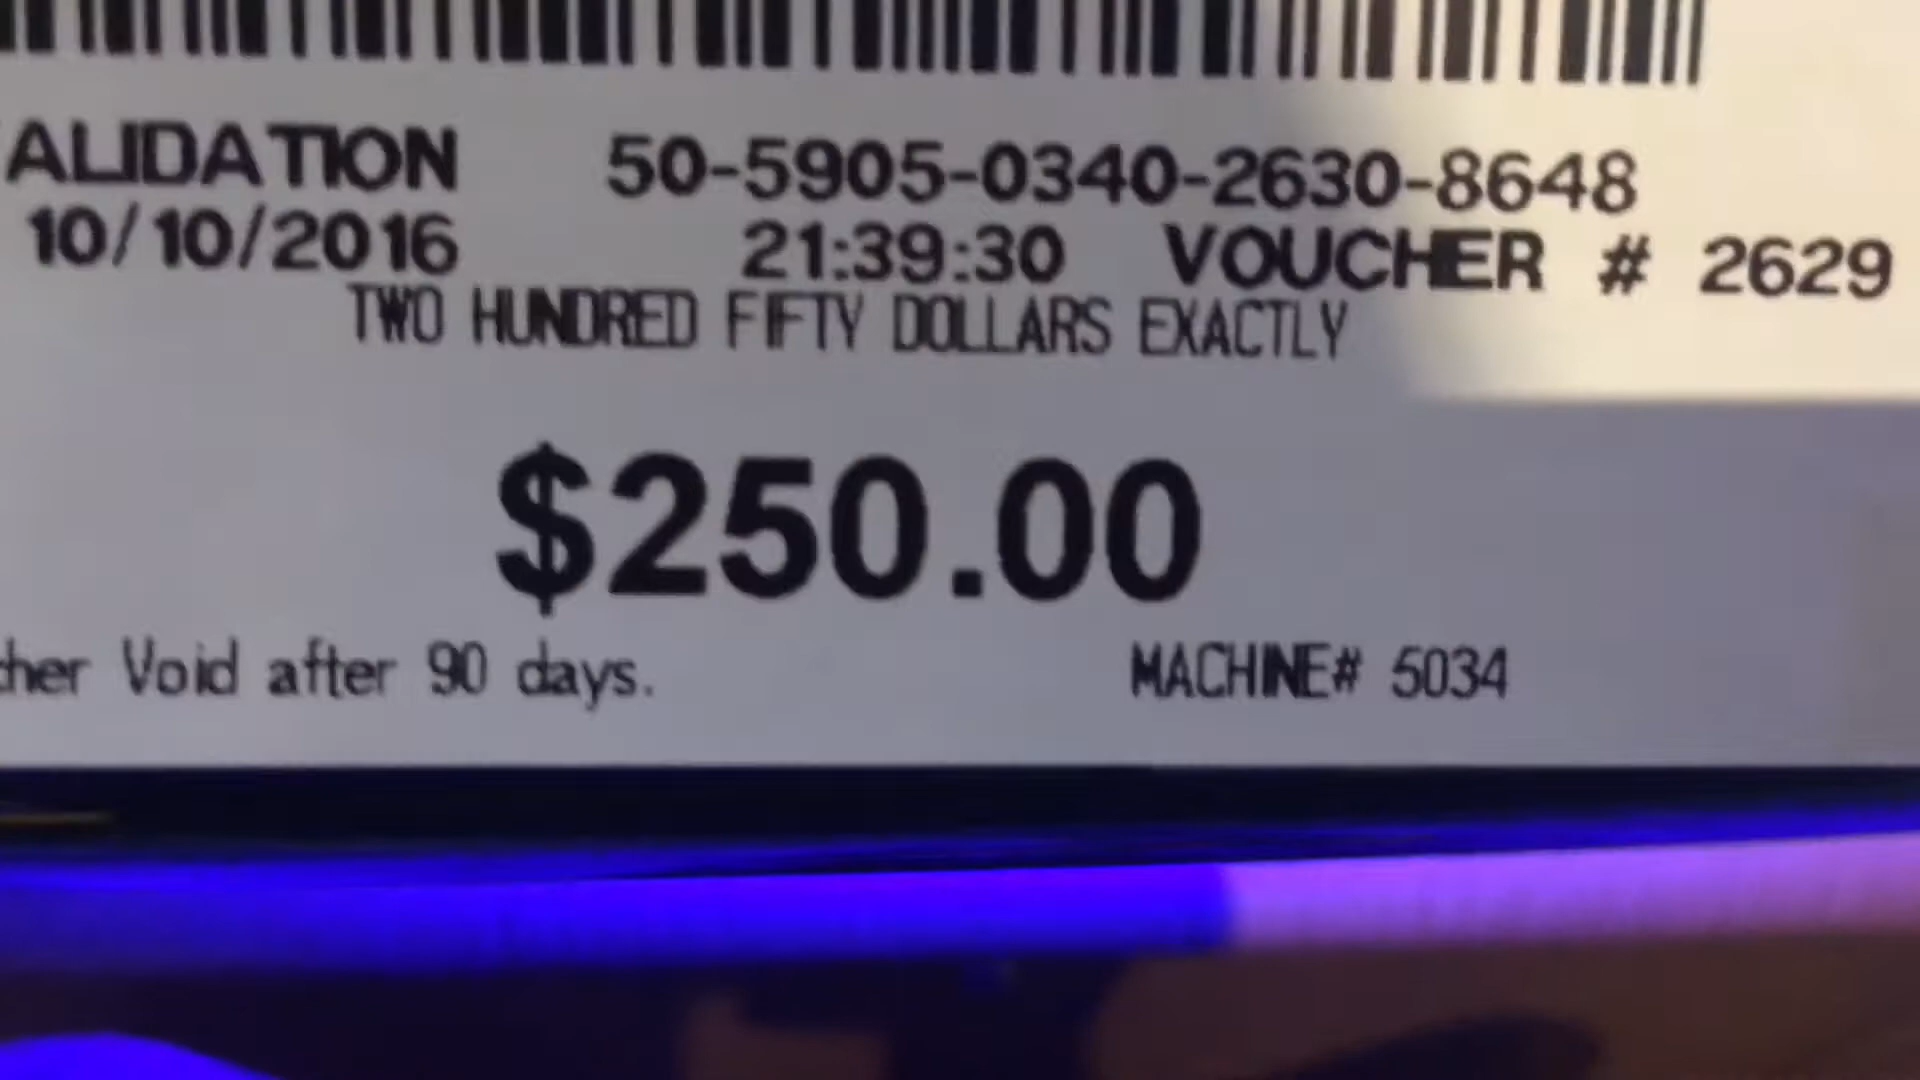 ALIDATION 50-5905-0340-2630-8648
10/10/2016 21:39:30 VOUCHER # 2629
TWO HUNDRED FIFTY DOLLARS EXACTLY
$250.00
cher Void after 90 days. MACHINE# 5034